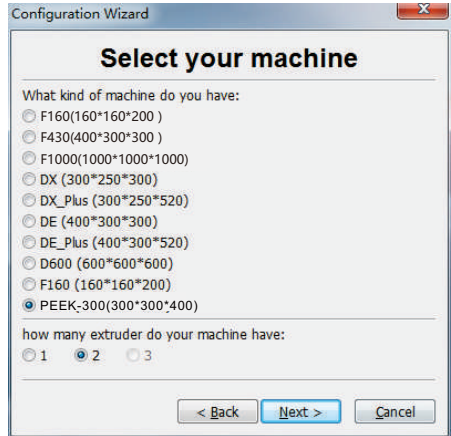 Configuration Wizard
Select your machine
What kind of machine do you have:
F160(160*160*200 )
F430(400*300*300 )
F1000(1000*1000*1000)
DX (300*250*300)
DX_Plus (300*250*520)
DE (400*300*300)
DE_Plus (400*300*520)
D600 (600*600*600)
F160 (160*160*200)
PEEK-300(300*300*400)
how many extruder do your machine have:
1 2 3
< Back Next > Cancel